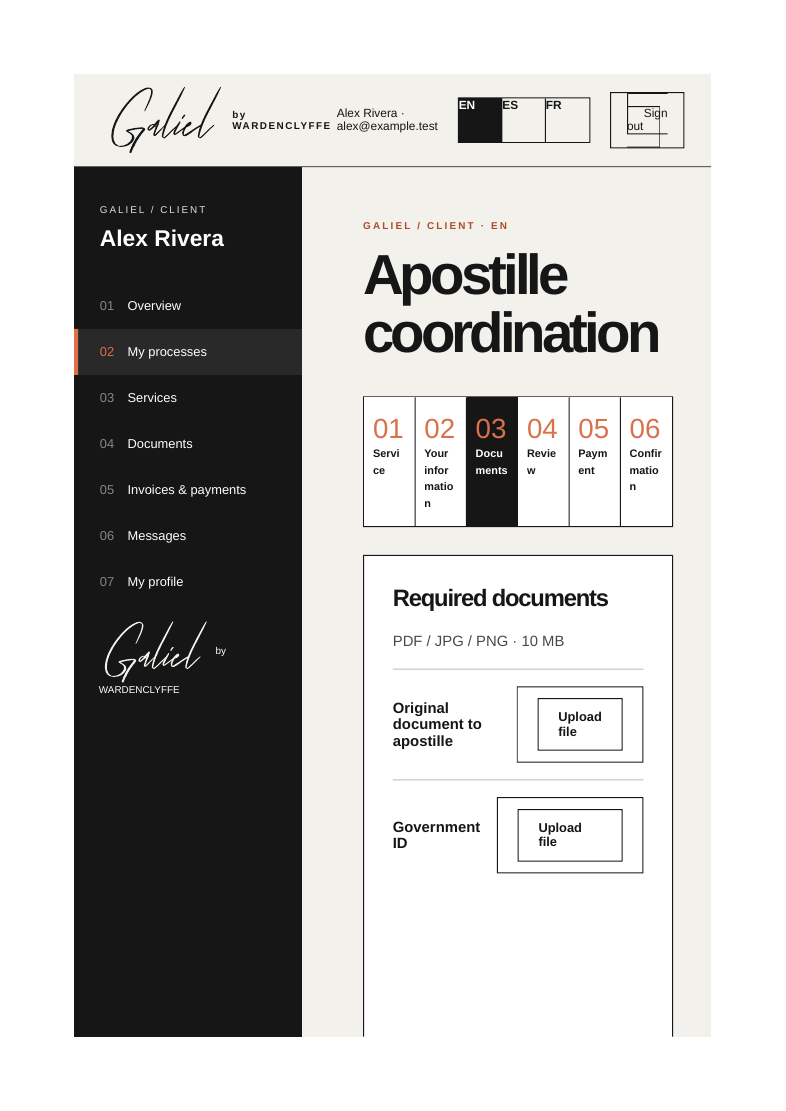 Galiel by
WARDENCLYFFE
Alex Rivera ·
alex@example.test
EN ES FR
Sign
out
GALIEL / CLIENT
Alex Rivera
01 Overview
02 My processes
03 Services
04 Documents
05 Invoices & payments
06 Messages
07 My profile
Galiel by
WARDENCLYFFE
GALIEL / CLIENT · EN
Apostille
coordination
01
Servi
ce
02
Your
infor
matio
n
03
Docu
ments
04
Revie
w
05
Paym
ent
06
Confir
matio
n
Required documents
PDF / JPG / PNG · 10 MB
Original
document to
apostille
Upload
file
Government
ID
Upload
file